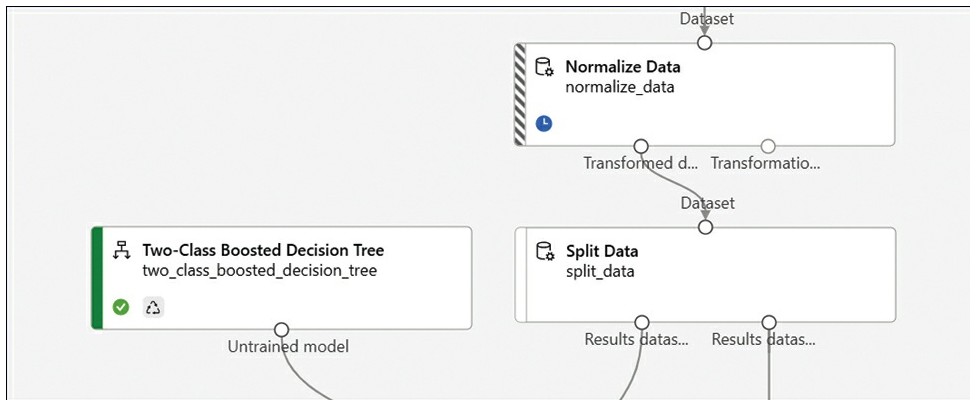 Dataset
Normalize Data
normalize_data
Transformed d... Transformatio...
Dataset
Two-Class Boosted Decision Tree
two_class_boosted_decision_tree
Untrained model
Split Data
split_data
Results datas... Results datas...